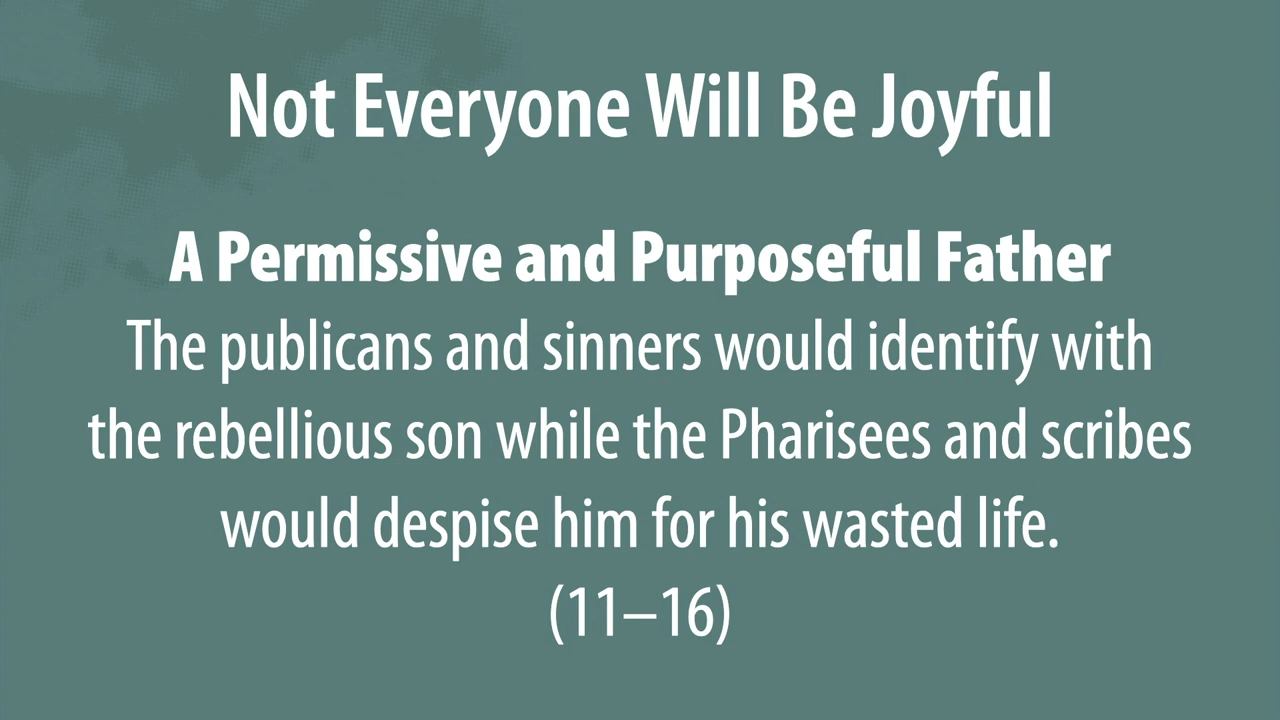 Not Everyone Will Be Joyful
A Permissive and Purposeful Father
The publicans and sinners would identify with
the rebellious son while the Pharisees and scribes
would despise him for his wasted life.
(11–16)